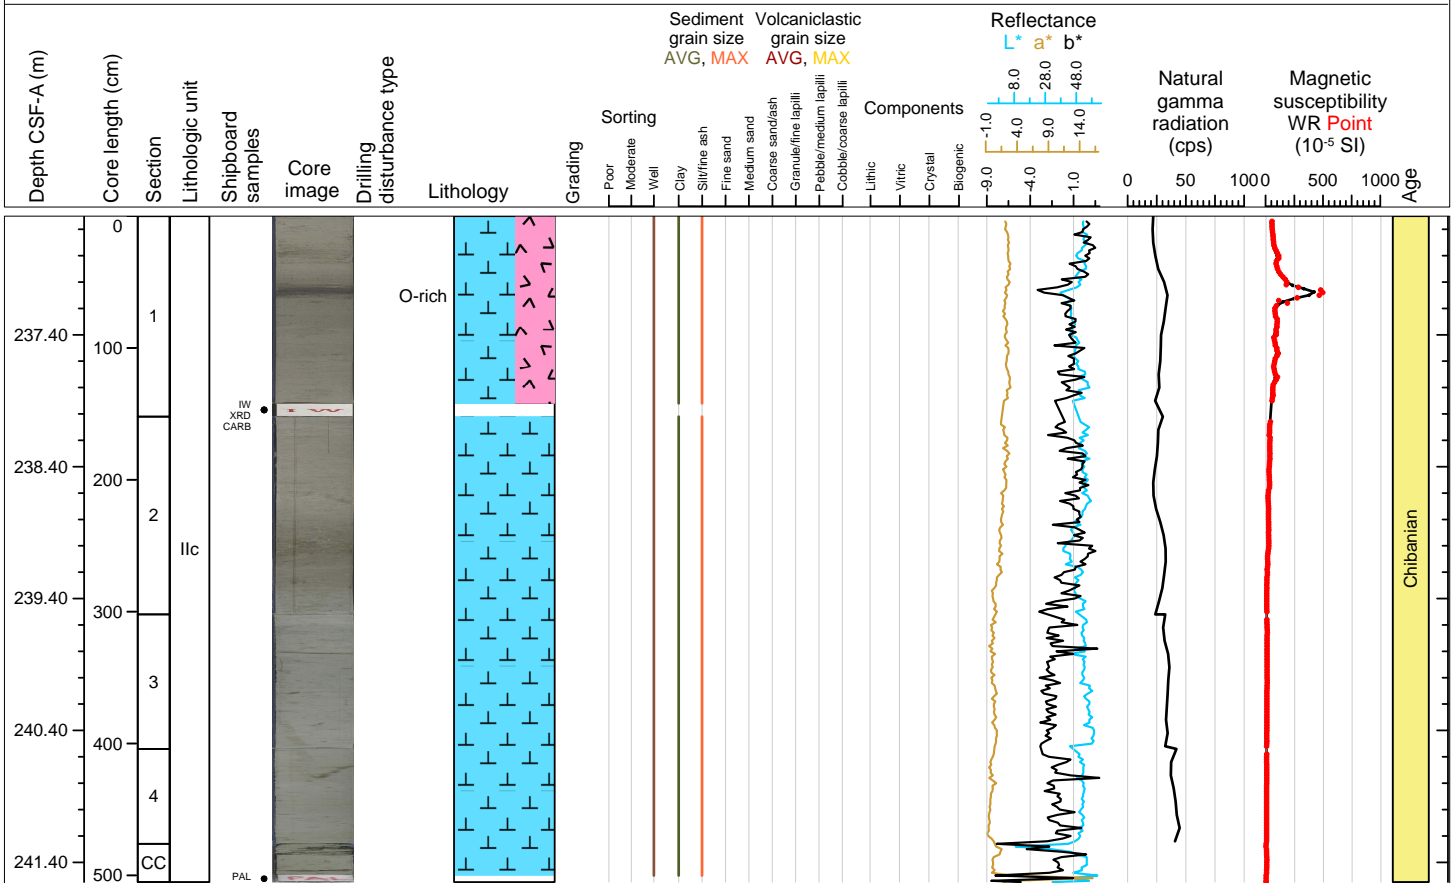 Depth CSF-A (m)
Core length (cm)
Section
Lithologic unit
Shipboard
samples
Core
image
Drilling
disturbance type
Lithology
Grading
Sorting
Poor
Moderate
Well
Sediment
grain size
AVG, MAX
Volcaniclastic
grain size
AVG, MAX
Clay
Silt/fine ash
Fine sand
Medium sand
Coarse sand/ash
Granule/fine lapilli
Pebble/medium lapilli
Cobble/coarse lapilli
Components
Lithic
Vitric
Crystal
Biogenic
Reflectance
L* a* b*
8.0 28.0 48.0
-1.0 4.0 9.0 14.0
-9.0 -4.0 1.0
Natural
gamma
radiation
(cps)
0 50 100
Magnetic
susceptibility
WR Point
(10-5 SI)
0 500 1000
Age
0
1
O-rich
237.40
100
IW
XRD
CARB
I W
238.40
200
2
IIc
Chibanian
239.40
300
3
240.40
400
4
241.40
CC
500
PAL
PAL